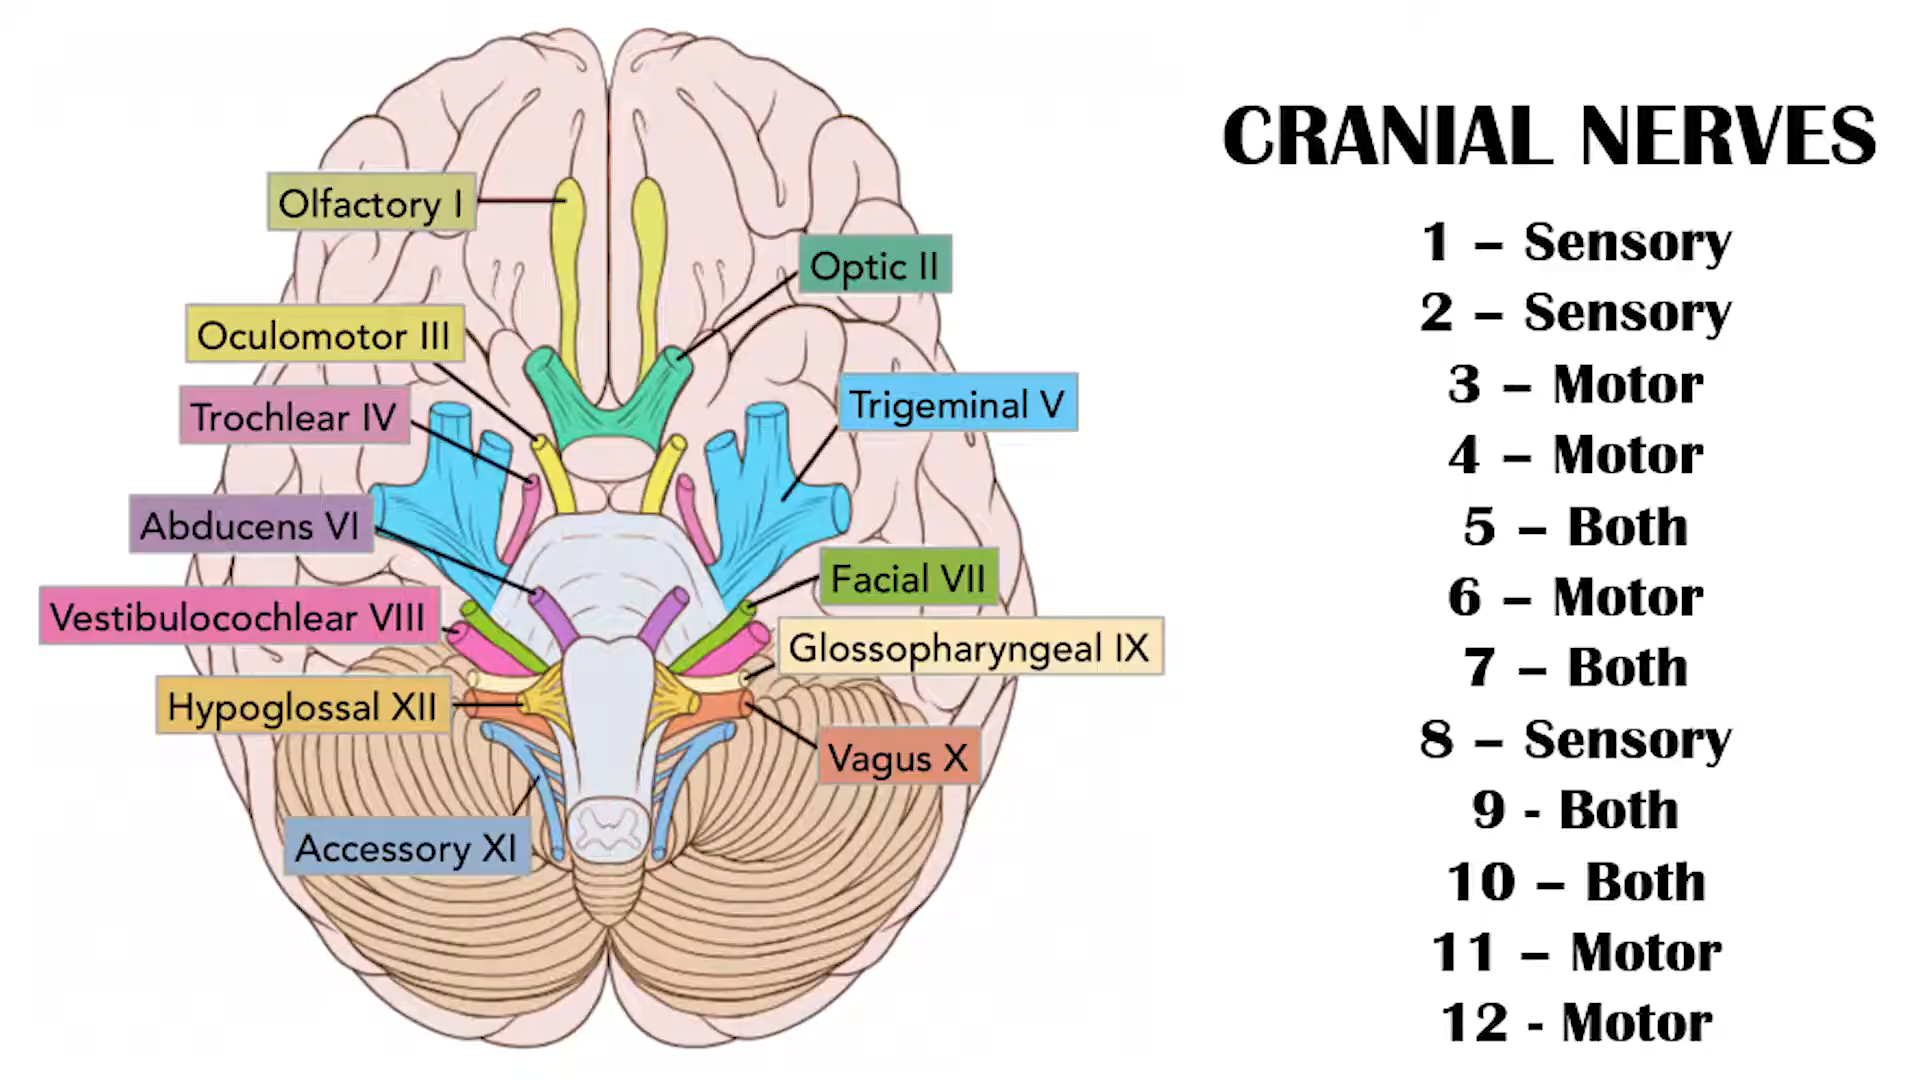 Olfactory I
Optic II
Oculomotor III
Trochlear IV
Trigeminal V
Abducens VI
Facial VII
Vestibulocochlear VIII
Glossopharyngeal IX
Hypoglossal XII
Vagus X
Accessory XI
CRANIAL NERVES
1 – Sensory
2 – Sensory
3 – Motor
4 – Motor
5 – Both
6 – Motor
7 – Both
8 – Sensory
9 - Both
10 – Both
11 – Motor
12 - Motor